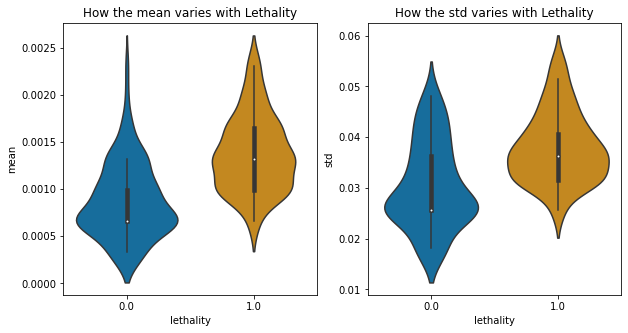 How the mean varies with Lethality
mean
0.0025
0.0020
0.0015
0.0010
0.0005
0.0000
0.0
1.0
lethality
How the std varies with Lethality
std
0.06
0.05
0.04
0.03
0.02
0.01
0.0
1.0
lethality